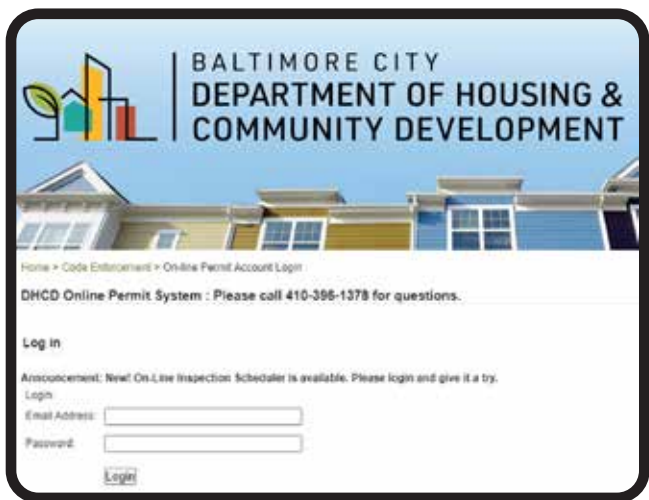 BALTIMORE CITY
DEPARTMENT OF HOUSING &
COMMUNITY DEVELOPMENT
Home > Code Enforcement > On-line Permit Account Login
DHCD Online Permit System : Please call 410-396-1378 for questions.
Log in
Announcement: New! On-Line Inspection Scheduler is available. Please login and give it a try.
Login
Email Address:
Password:
Login